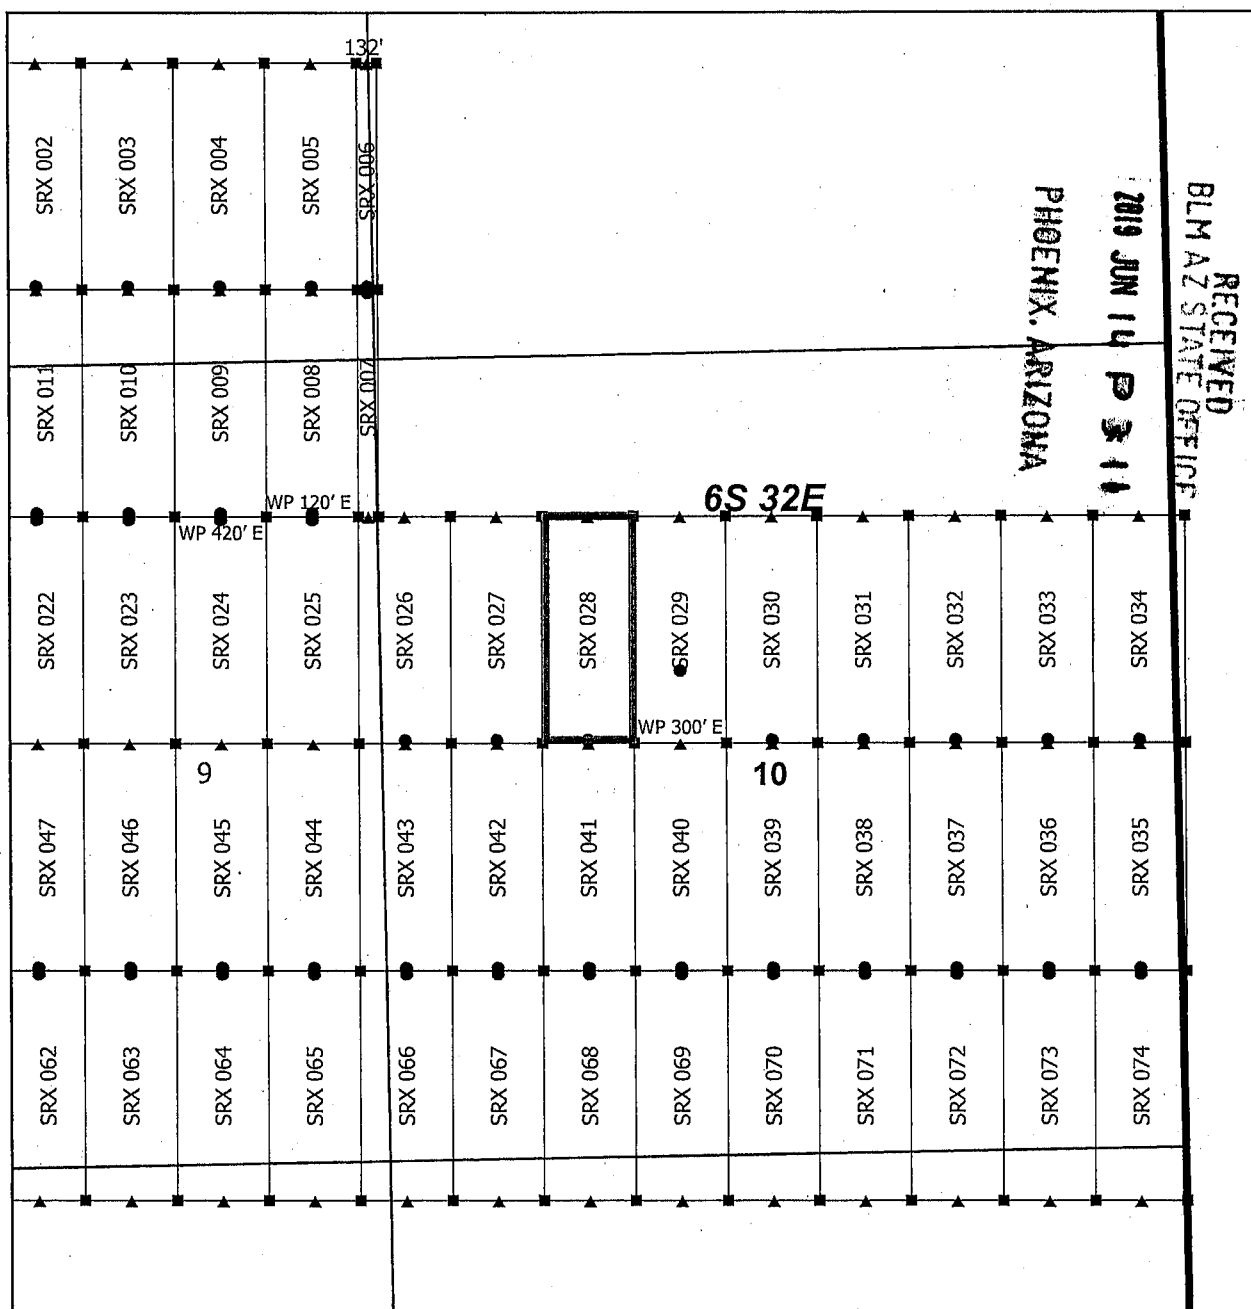 132'
SRX 002
SRX 003
SRX 004
SRX 005
SRX 006
SRX 011
SRX 010
SRX 009
SRX 008
SRX 007
WP 120' E
WP 420' E
6S 32E
SRX 022
SRX 023
SRX 024
SRX 025
SRX 026
SRX 027
SRX 028
SRX 029
SRX 030
SRX 031
SRX 032
SRX 033
SRX 034
WP 300' E
9
10
SRX 047
SRX 046
SRX 045
SRX 044
SRX 043
SRX 042
SRX 041
SRX 040
SRX 039
SRX 038
SRX 037
SRX 036
SRX 035
SRX 062
SRX 063
SRX 064
SRX 065
SRX 066
SRX 067
SRX 068
SRX 069
SRX 070
SRX 071
SRX 072
SRX 073
SRX 074
RECEIVED
BLM AZ STATE OFFICE
2019 JUN 14 P 3 11
PHOENIX, ARIZONA